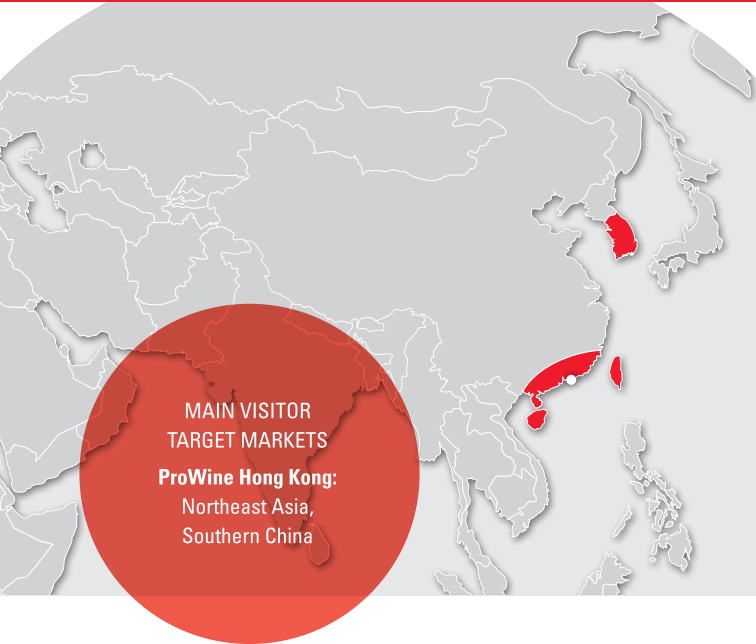 MAIN VISITOR
TARGET MARKETS
ProWine Hong Kong:
Northeast Asia,
Southern China